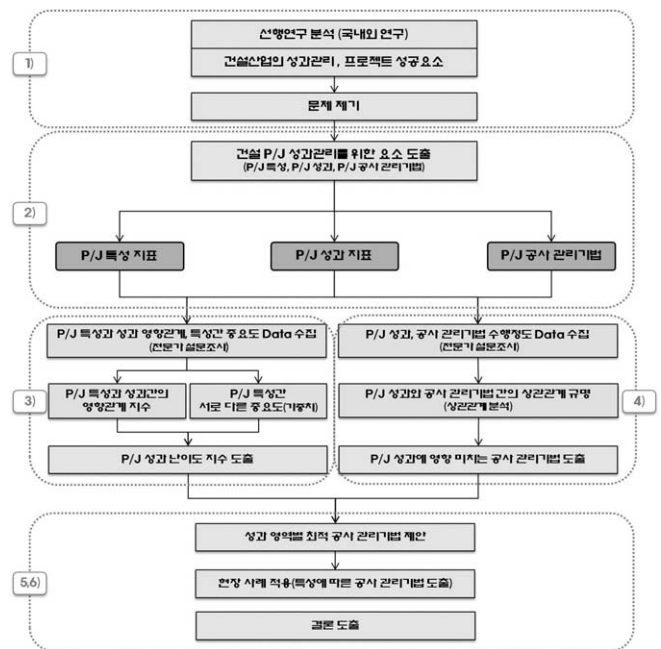 1)
선행연구 분석 (국내외 연구)
건설산업의 성과관리, 프로젝트 성공요소
문제 제기
2)
건설 P/J 성과관리를 위한 요소 도출
(P/J 특성, P/J 성과, P/J 공사 관리기법)
P/J 특성 지표
P/J 성과 지표
P/J 공사 관리기법
3)
P/J 특성과 성과 영향관계, 특성간 중요도 Data 수집
(전문가 설문조사)
P/J 특성과 성과간의
영향관계 지수
P/J 특성간
서로 다른 중요도(가중치)
P/J 성과 난이도 지수 도출
4)
P/J 성과, 공사 관리기법 수행정도 Data 수집
(전문가 설문조사)
P/J 성과와 공사 관리기법 간의 상관관계 규명
(상관관계 분석)
P/J 성과에 영향 미치는 공사 관리기법 도출
5,6)
성과 영역별 최적 공사 관리기법 제안
현장 사례 적용(특성에 따른 공사 관리기법 도출)
결론 도출